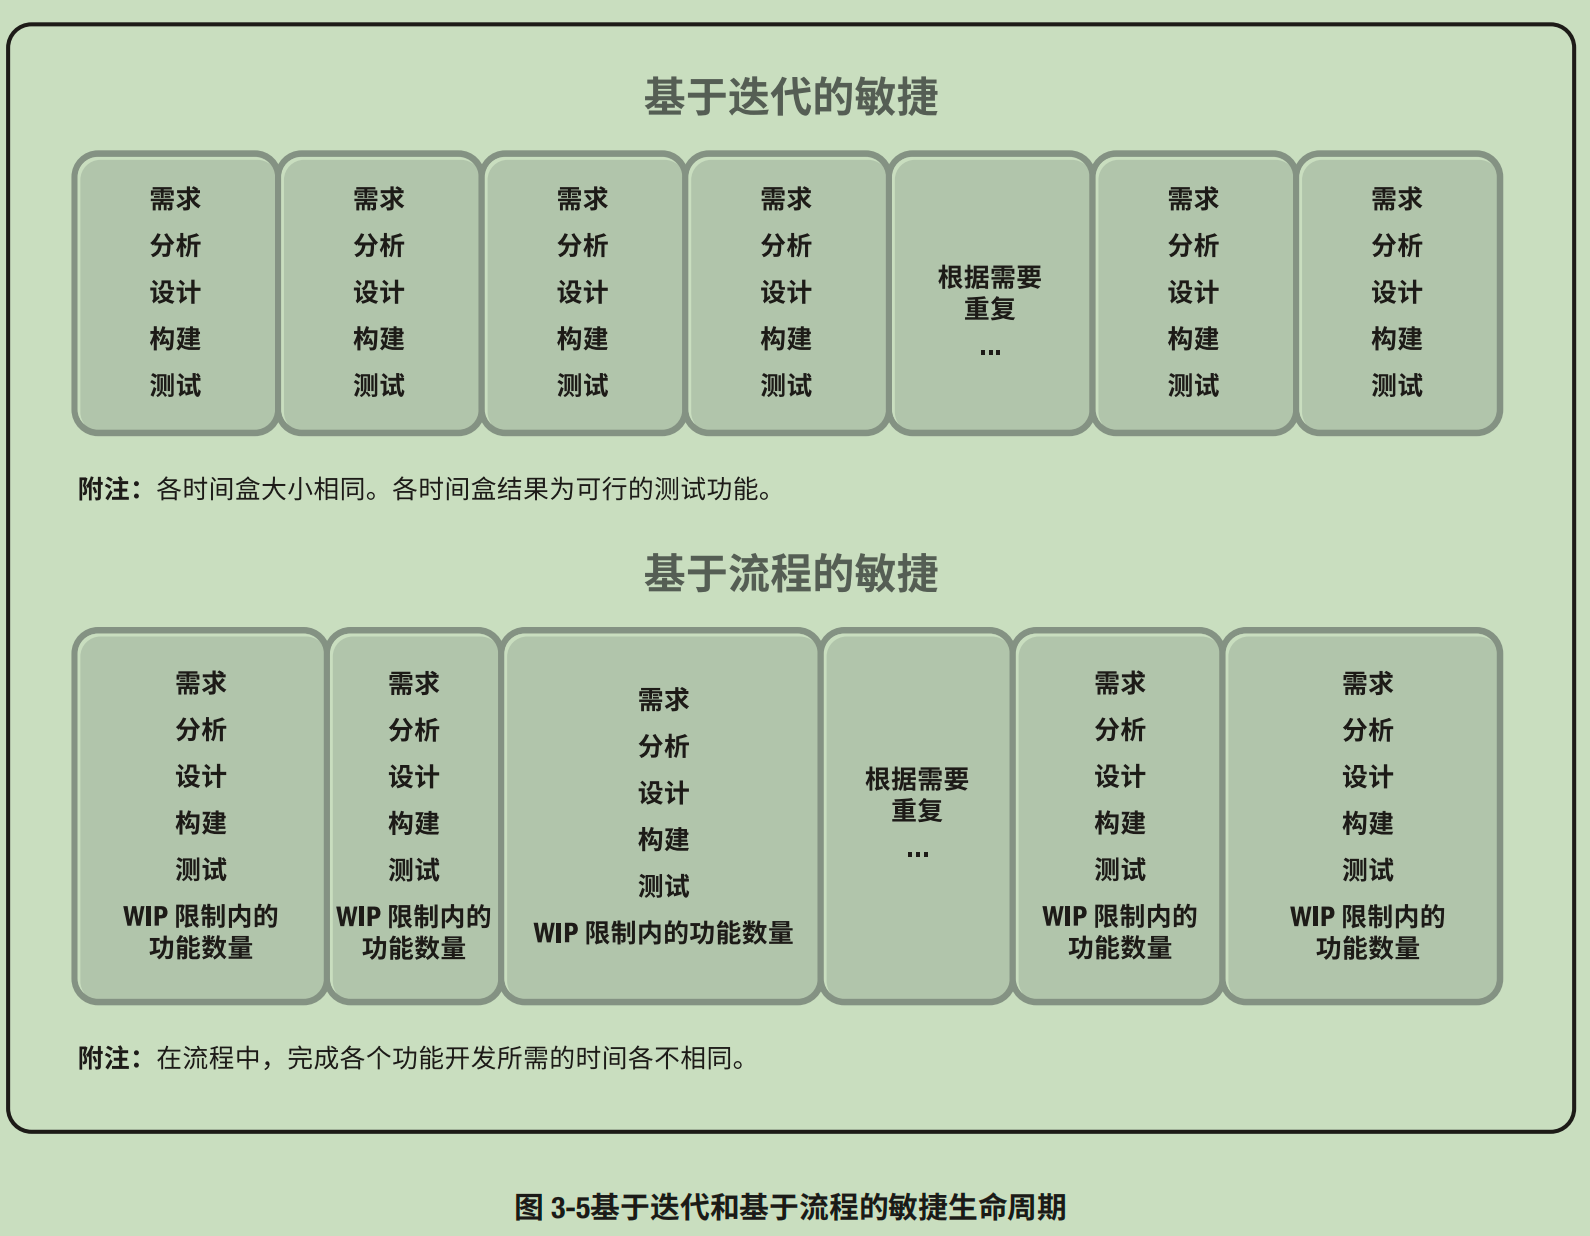 基于迭代的敏捷
需求
分析
设计
构建
测试
需求
分析
设计
构建
测试
需求
分析
设计
构建
测试
需求
分析
设计
构建
测试
根据需要
重复
...
需求
分析
设计
构建
测试
需求
分析
设计
构建
测试
附注：各时间盒大小相同。各时间盒结果为可行的测试功能。
基于流程的敏捷
需求
分析
设计
构建
测试
WIP 限制内的
功能数量
需求
分析
设计
构建
测试
WIP 限制内的
功能数量
需求
分析
设计
构建
测试
WIP 限制内的功能数量
根据需要
重复
...
需求
分析
设计
构建
测试
WIP 限制内的
功能数量
需求
分析
设计
构建
测试
WIP 限制内的
功能数量
附注：在流程中，完成各个功能开发所需的时间各不相同。
图 3-5基于迭代和基于流程的敏捷生命周期